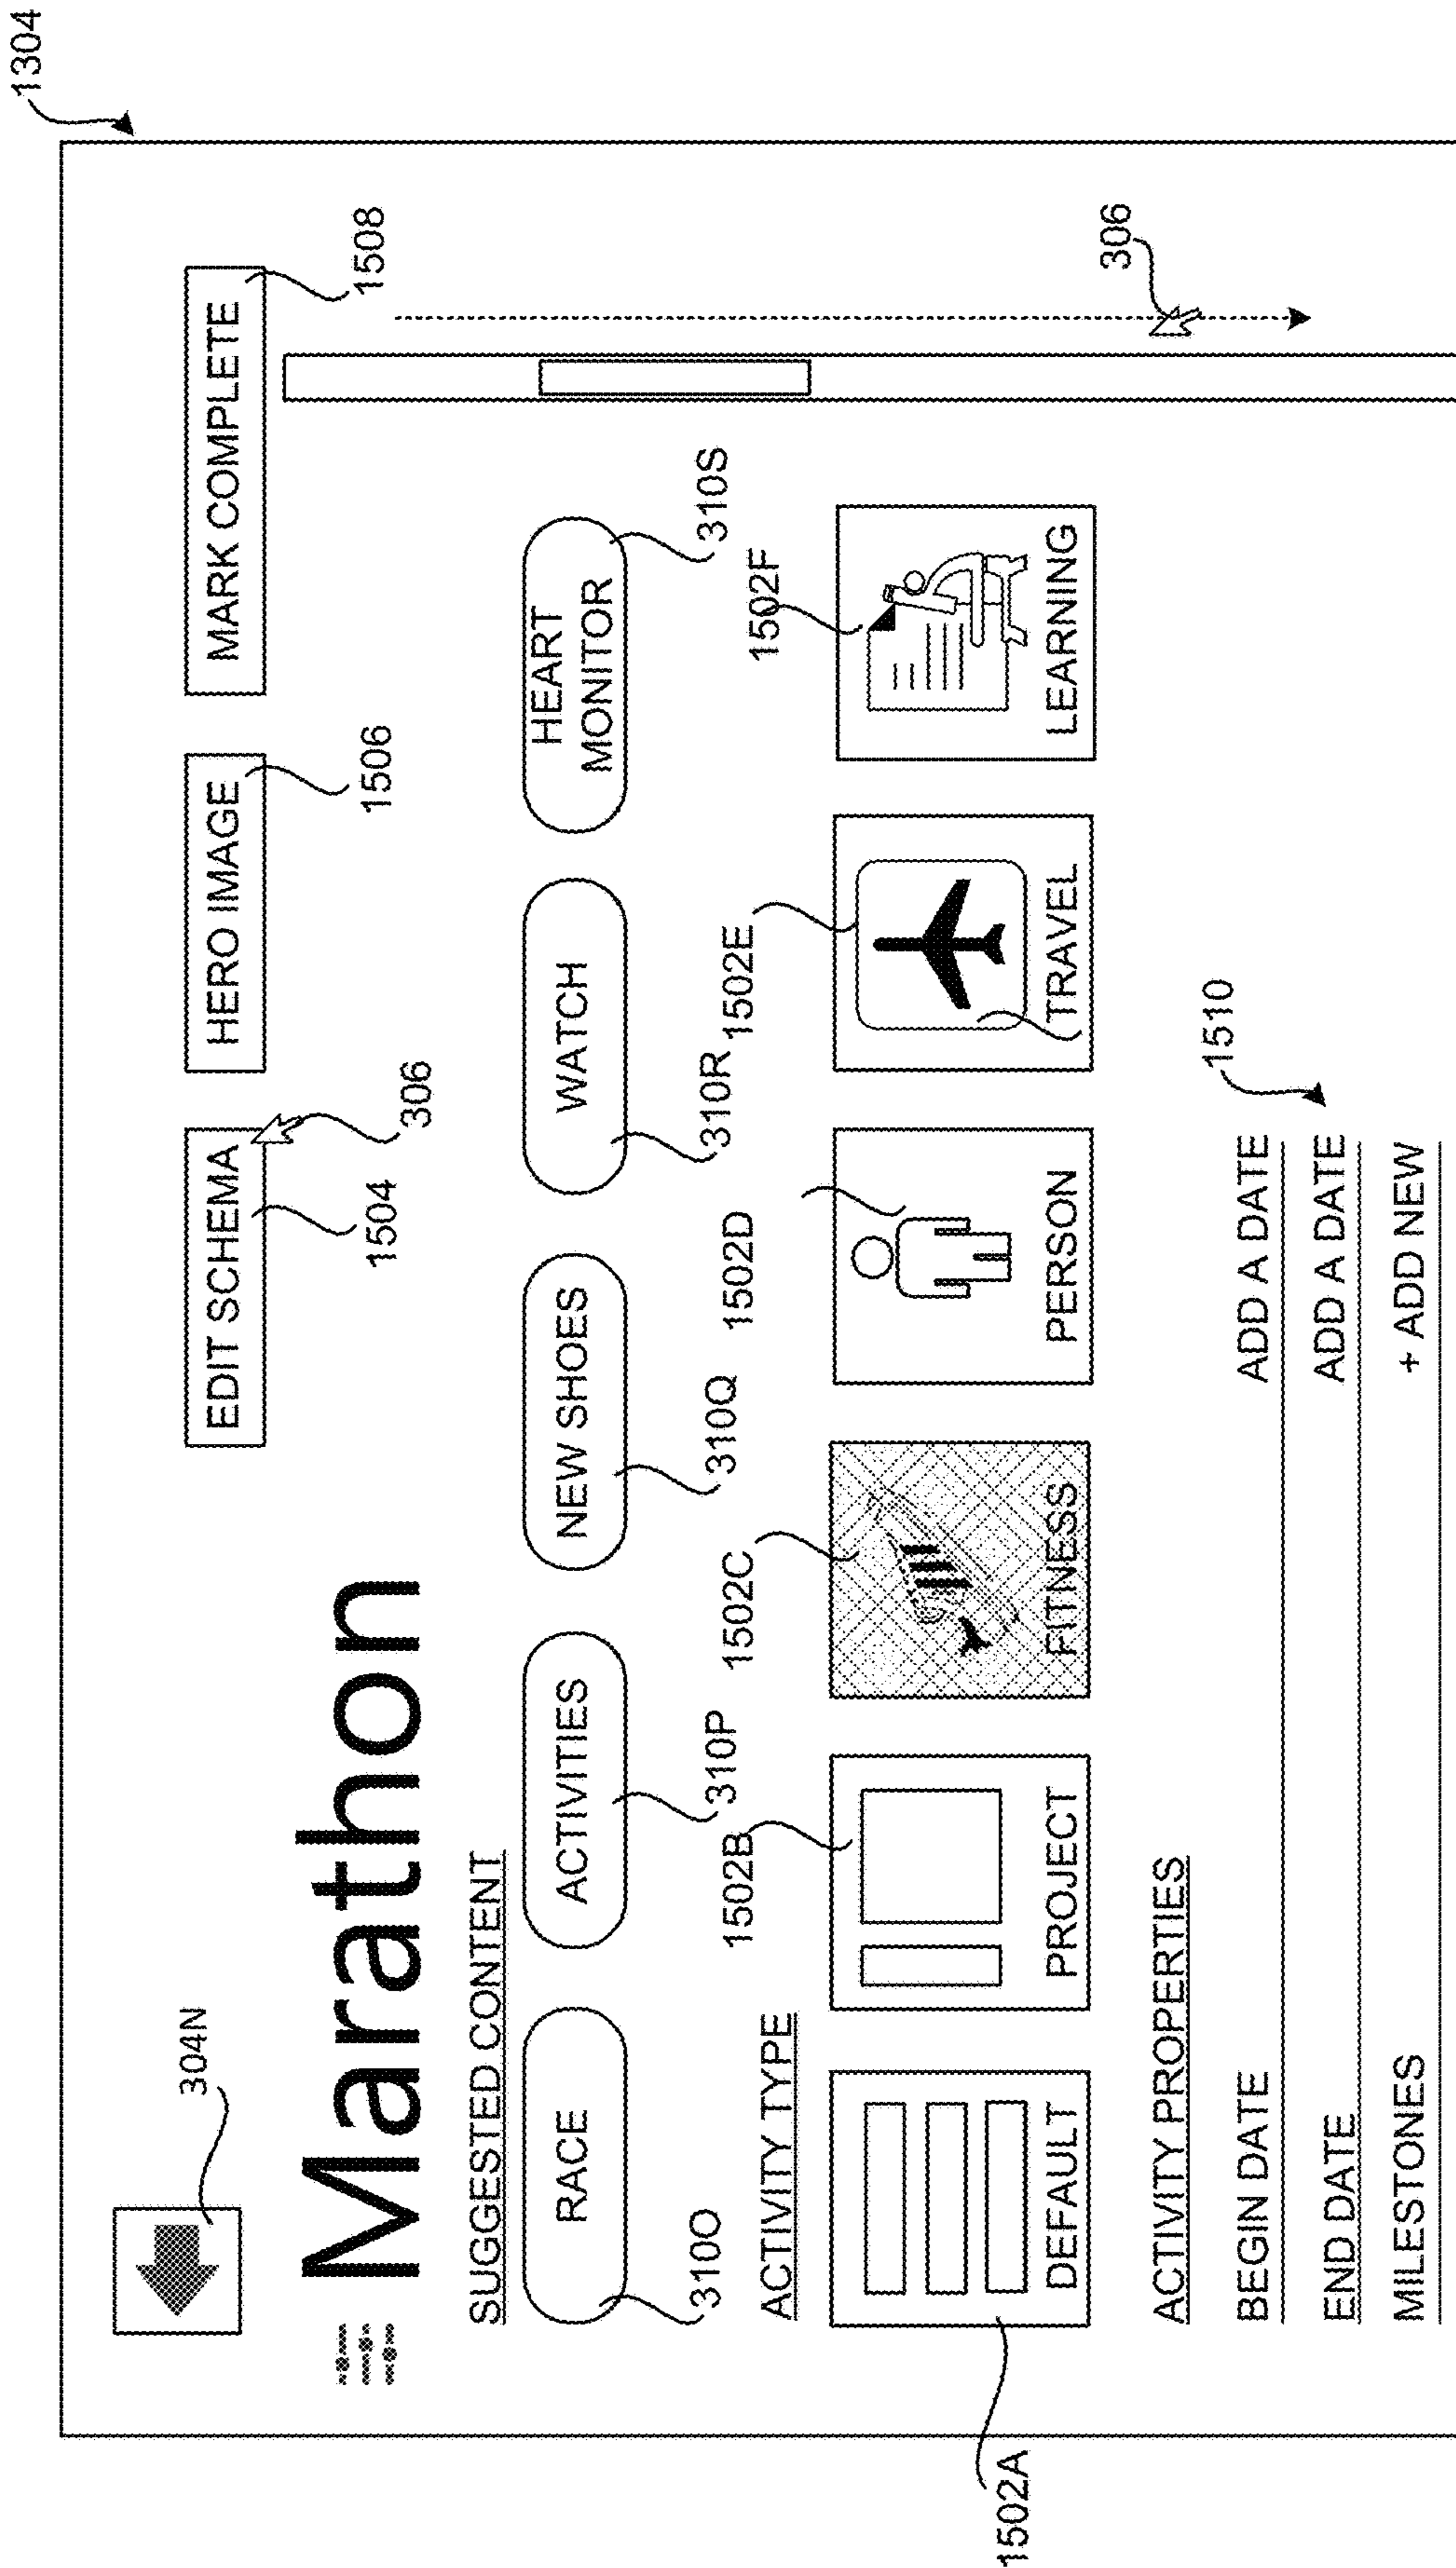 1304
304N
EDIT SCHEMA
HERO IMAGE
MARK COMPLETE
1504
306
1506
1508
Marathon
SUGGESTED CONTENT
RACE
ACTIVITIES
NEW SHOES
WATCH
HEART
MONITOR
310O
310P
310Q
310R
310S
ACTIVITY TYPE
1502B
1502C
1502D
1502E
1502F
DEFAULT
PROJECT
FITNESS
PERSON
TRAVEL
LEARNING
1502A
306
ACTIVITY PROPERTIES
1510
BEGIN DATE ADD A DATE
END DATE ADD A DATE
MILESTONES + ADD NEW